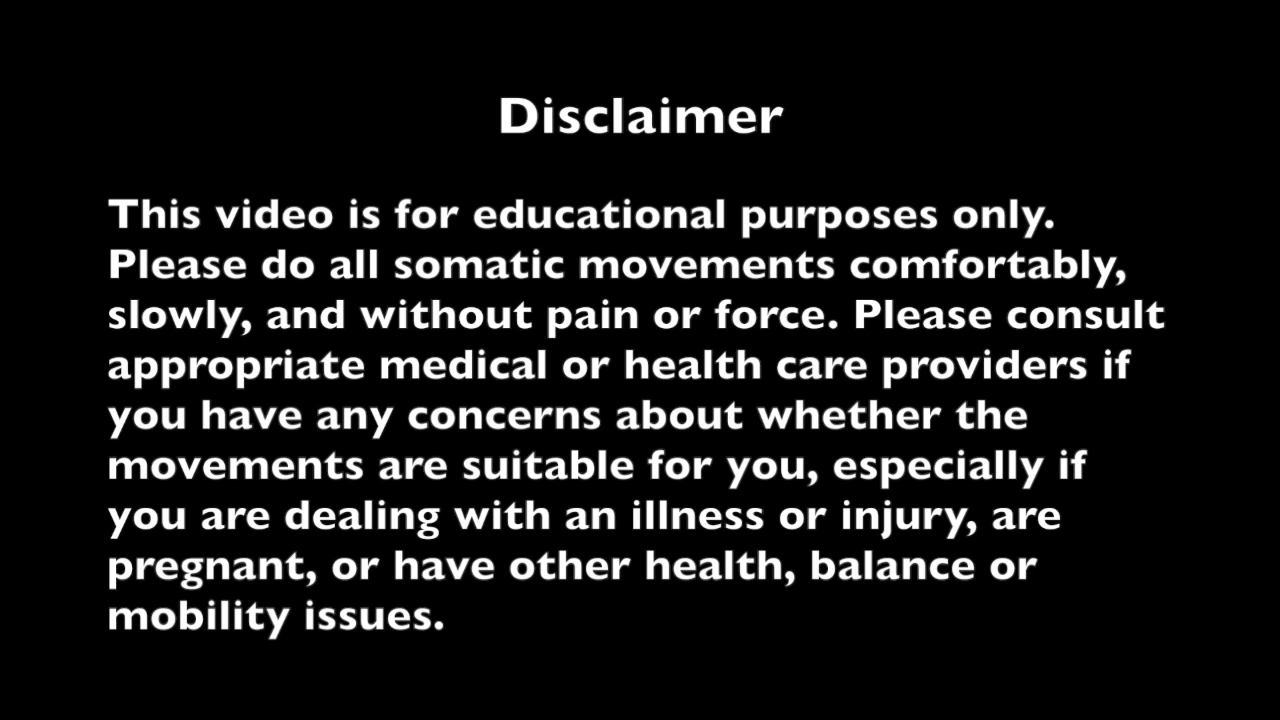 Disclaimer
This video is for educational purposes only.
Please do all somatic movements comfortably,
slowly, and without pain or force. Please consult
appropriate medical or health care providers if
you have any concerns about whether the
movements are suitable for you, especially if
you are dealing with an illness or injury, are
pregnant, or have other health, balance or
mobility issues.